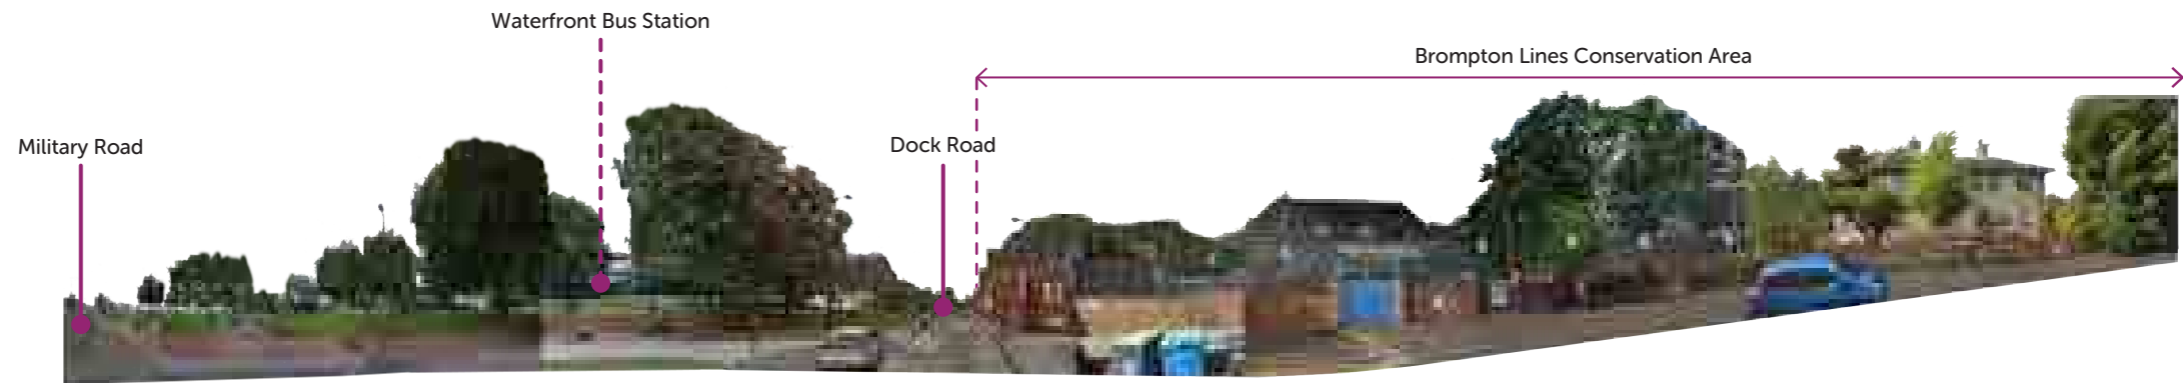 Waterfront Bus Station
Brompton Lines Conservation Area
Military Road
Dock Road